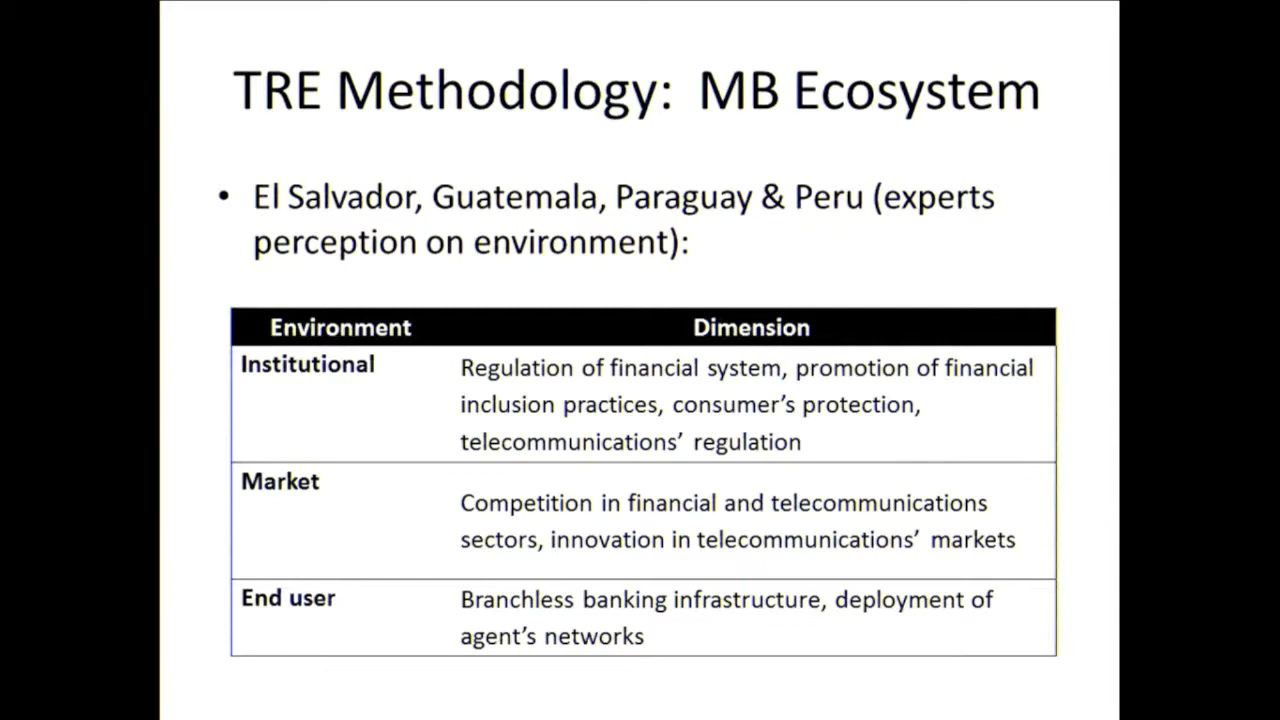 TRE Methodology:  MB Ecosystem
• El Salvador, Guatemala, Paraguay & Peru (experts
perception on environment):
Environment Dimension
Institutional Regulation of financial system, promotion of financial
inclusion practices, consumer’s protection,
telecommunications’ regulation
Market
Competition in financial and telecommunications
sectors, innovation in telecommunications’ markets
End user Branchless banking infrastructure, deployment of
agent’s networks